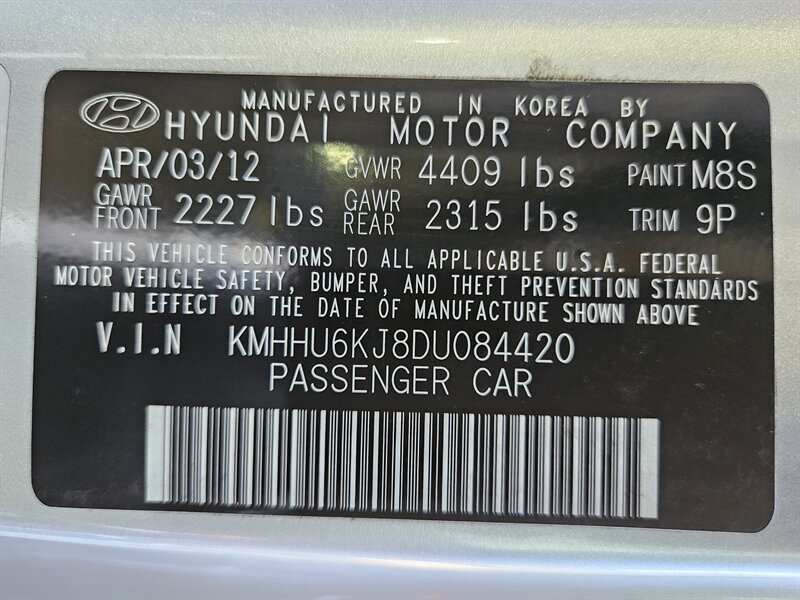 MANUFACTURED IN KOREA BY
HYUNDAI MOTOR COMPANY
APR/03/12 GVWR 4409 lbs PAINT M8S
GAWR FRONT 2227 lbs GAWR REAR 2315 lbs TRIM 9P
THIS VEHICLE CONFORMS TO ALL APPLICABLE U.S.A. FEDERAL
MOTOR VEHICLE SAFETY, BUMPER, AND THEFT PREVENTION STANDARDS
IN EFFECT ON THE DATE OF MANUFACTURE SHOWN ABOVE
V.I.N KMHHU6KJ8DU084420
PASSENGER CAR